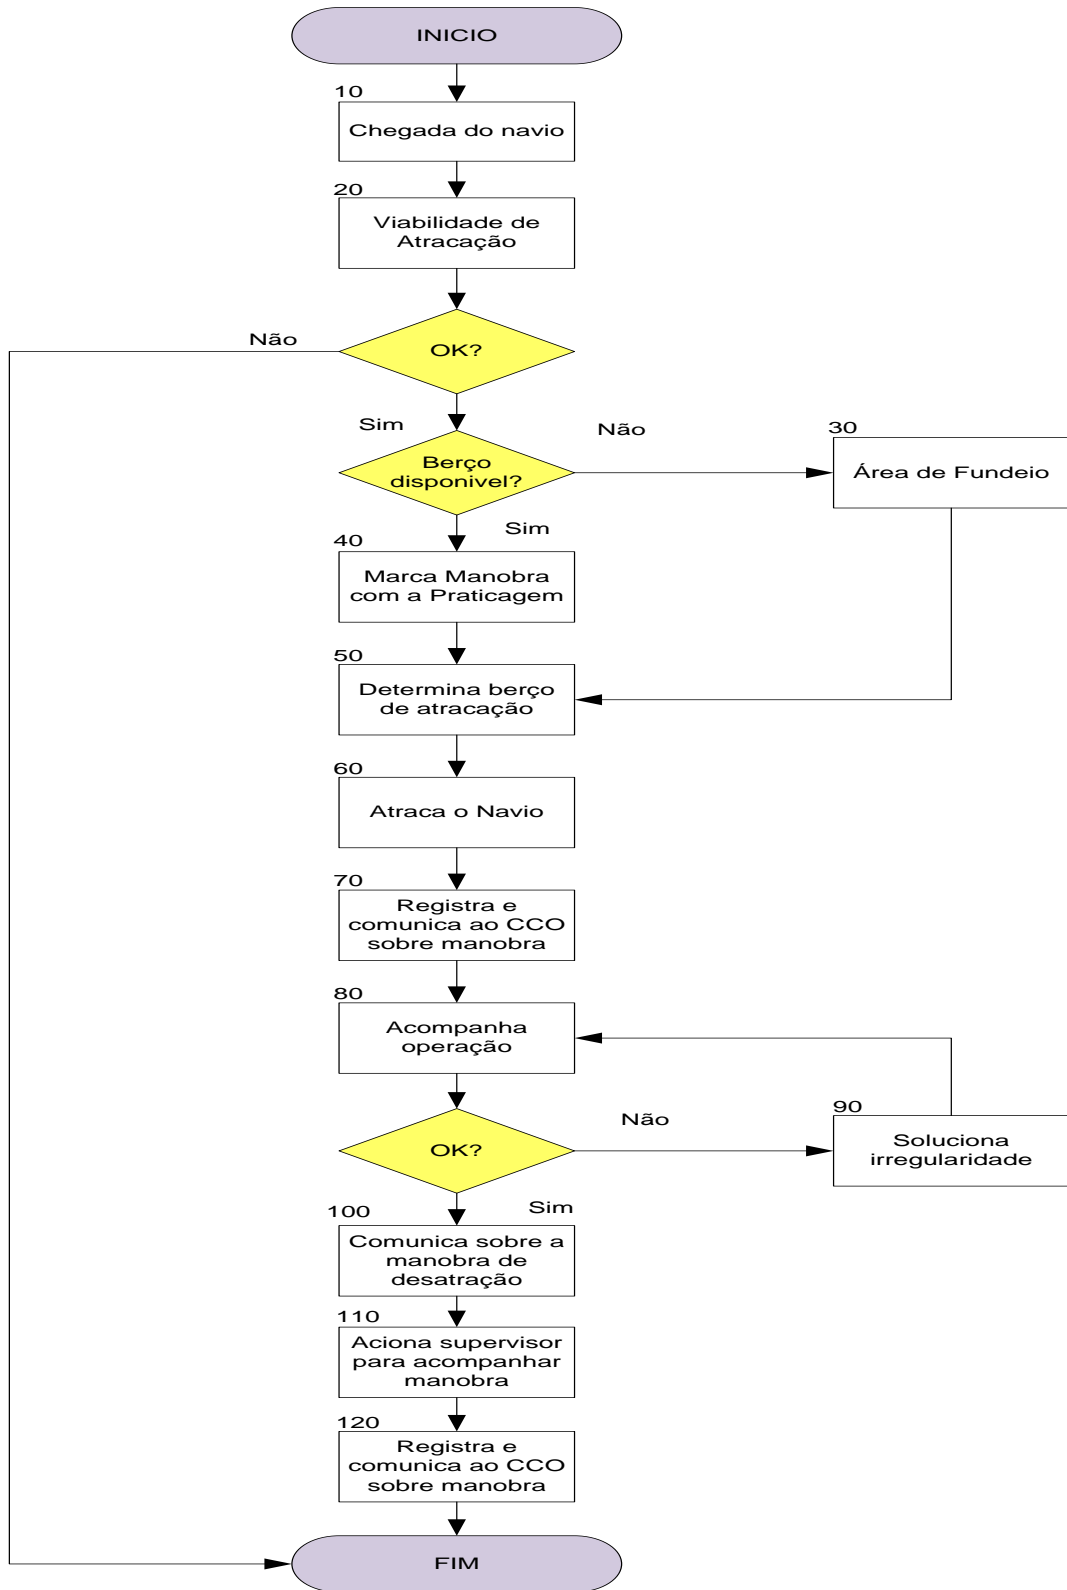 INICIO
10
Chegada do navio
20
Viabilidade de
Atracação
Não
OK?
Sim
Não
30
Berço
disponivel?
Área de Fundeio
Sim
40
Marca Manobra
com a Praticagem
50
Determina berço
de atracação
60
Atraca o Navio
70
Registra e
comunica ao CCO
sobre manobra
80
Acompanha
operação
Não
90
OK?
Soluciona
irregularidade
Sim
100
Comunica sobre a
manobra de
desatração
110
Aciona supervisor
para acompanhar
manobra
120
Registra e
comunica ao CCO
sobre manobra
FIM